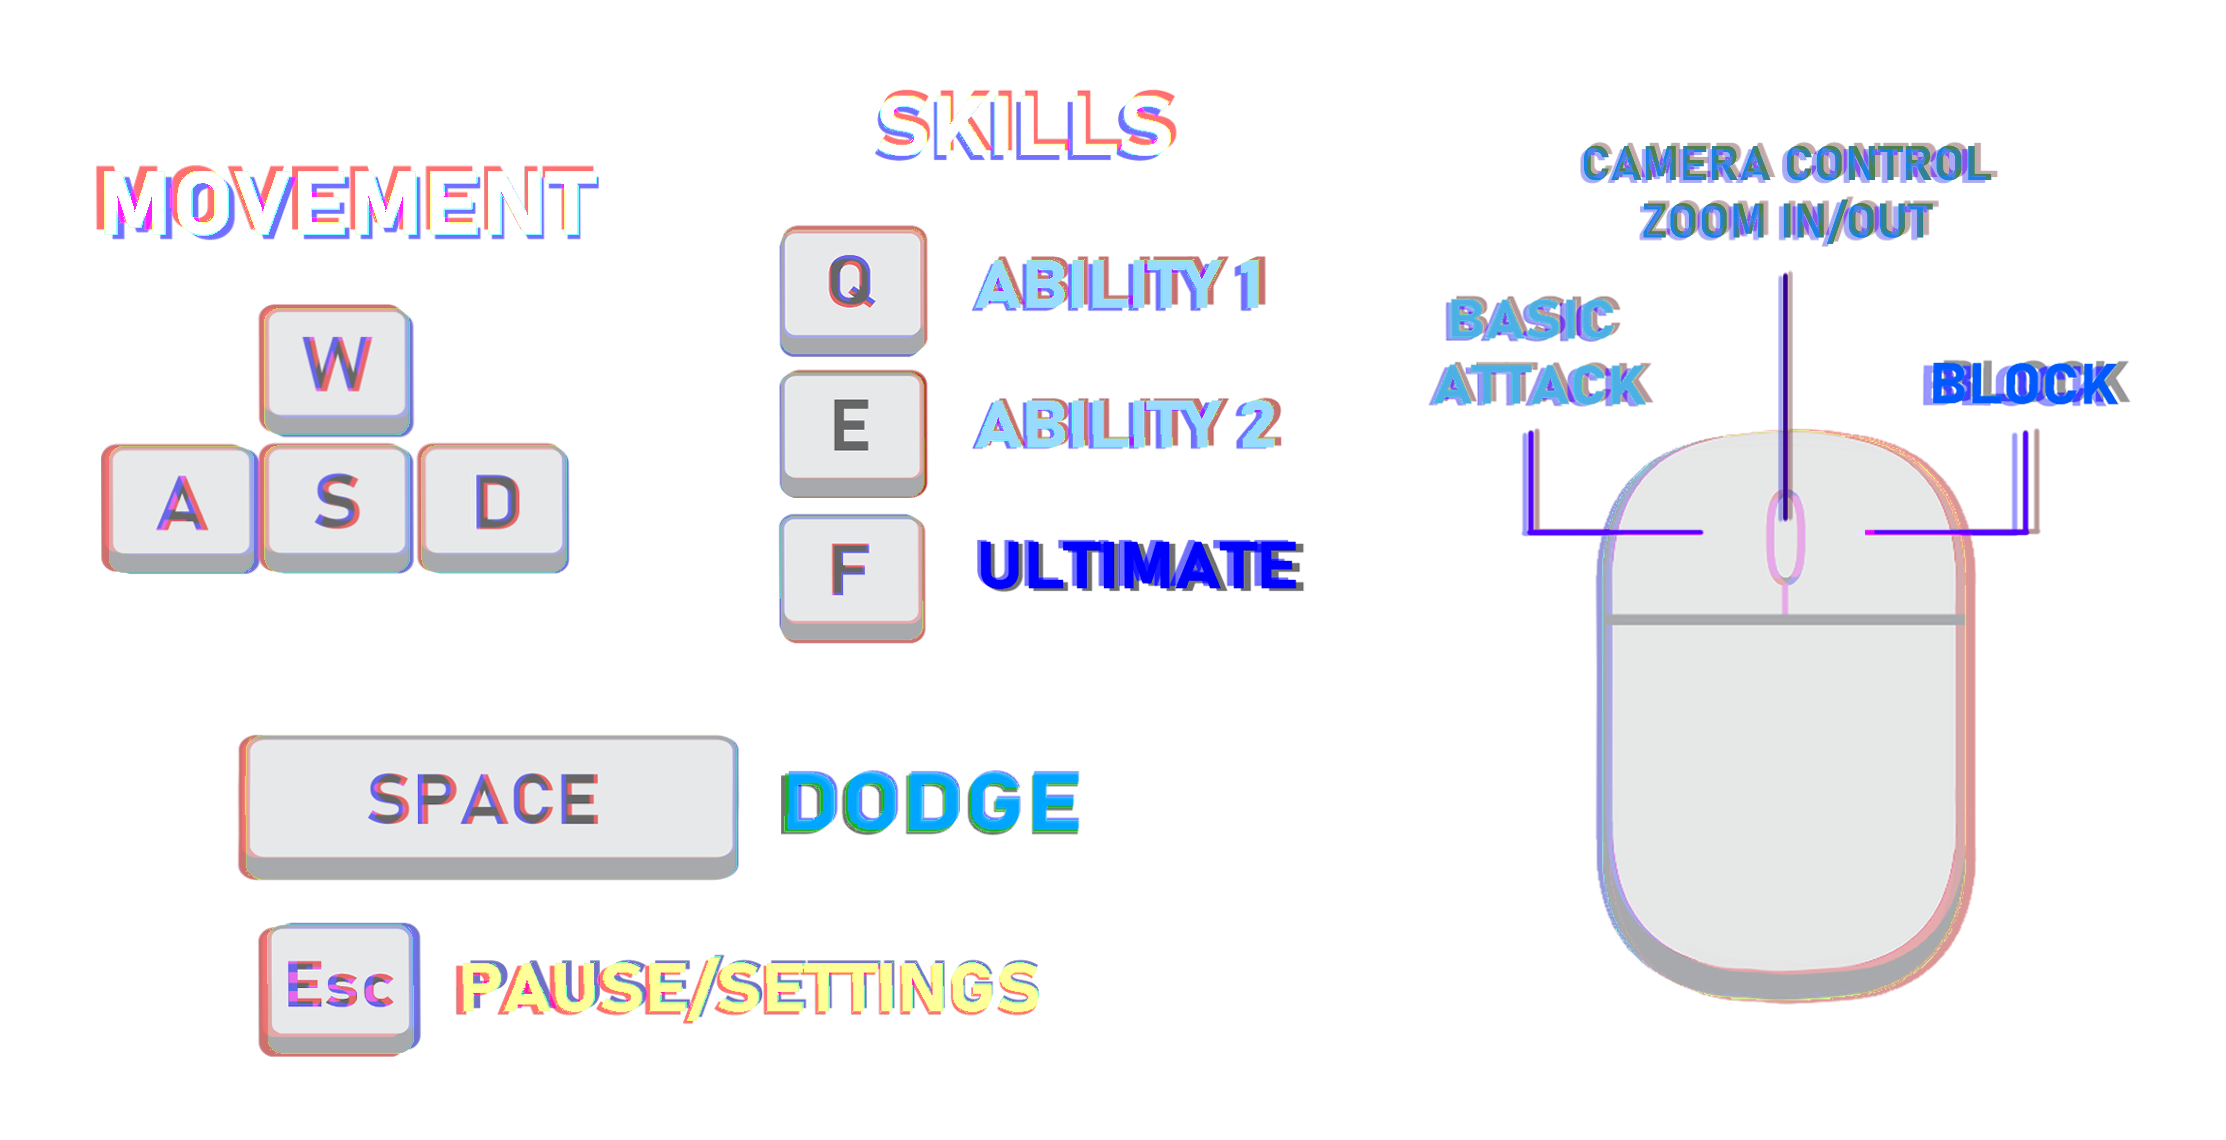 MOVEMENT
W
A S D
SKILLS
Q ABILITY 1
E ABILITY 2
F ULTIMATE
SPACE DODGE
Esc PAUSE/SETTINGS
CAMERA CONTROL
ZOOM IN/OUT
BASIC
ATTACK
BLOCK